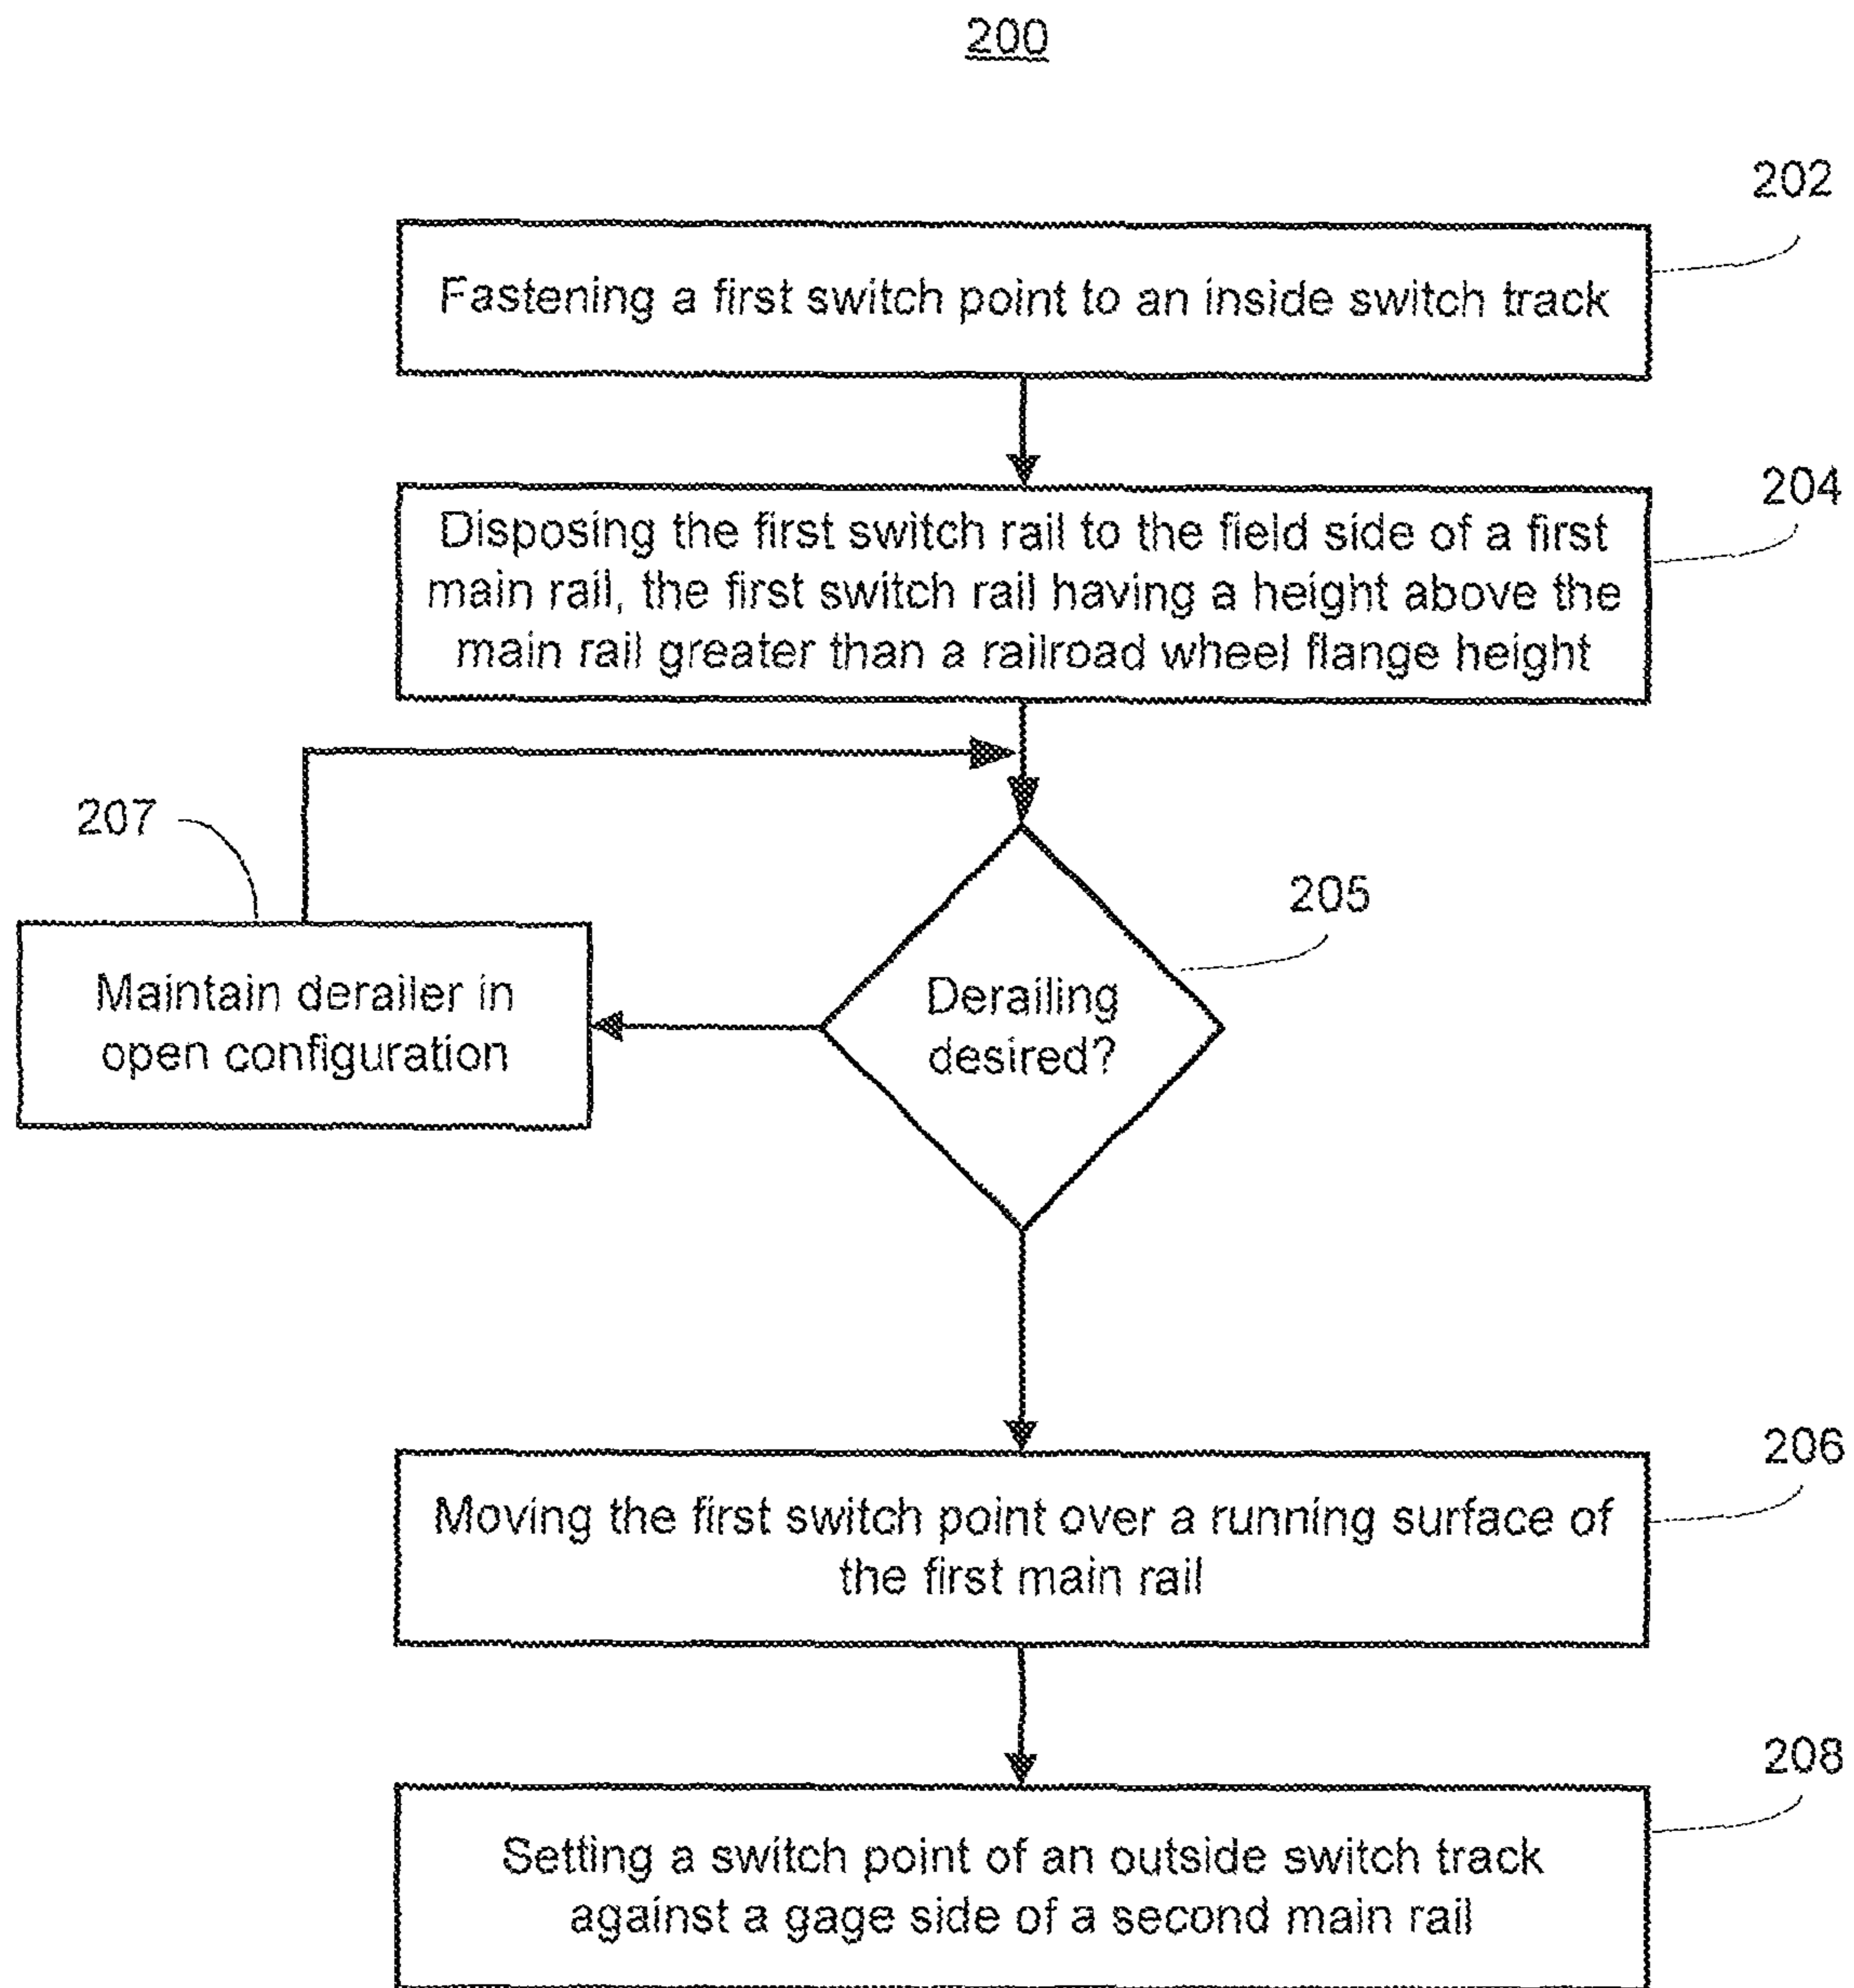 200
202
Fastening a first switch point to an inside switch track
204
Disposing the first switch rail to the field side of a first
main rail, the first switch rail having a height above the
main rail greater than a railroad wheel flange height
207
205
Maintain derailer in
open configuration
Derailing
desired?
206
Moving the first switch point over a running surface of
the first main rail
208
Setting a switch point of an outside switch track
against a gage side of a second main rail